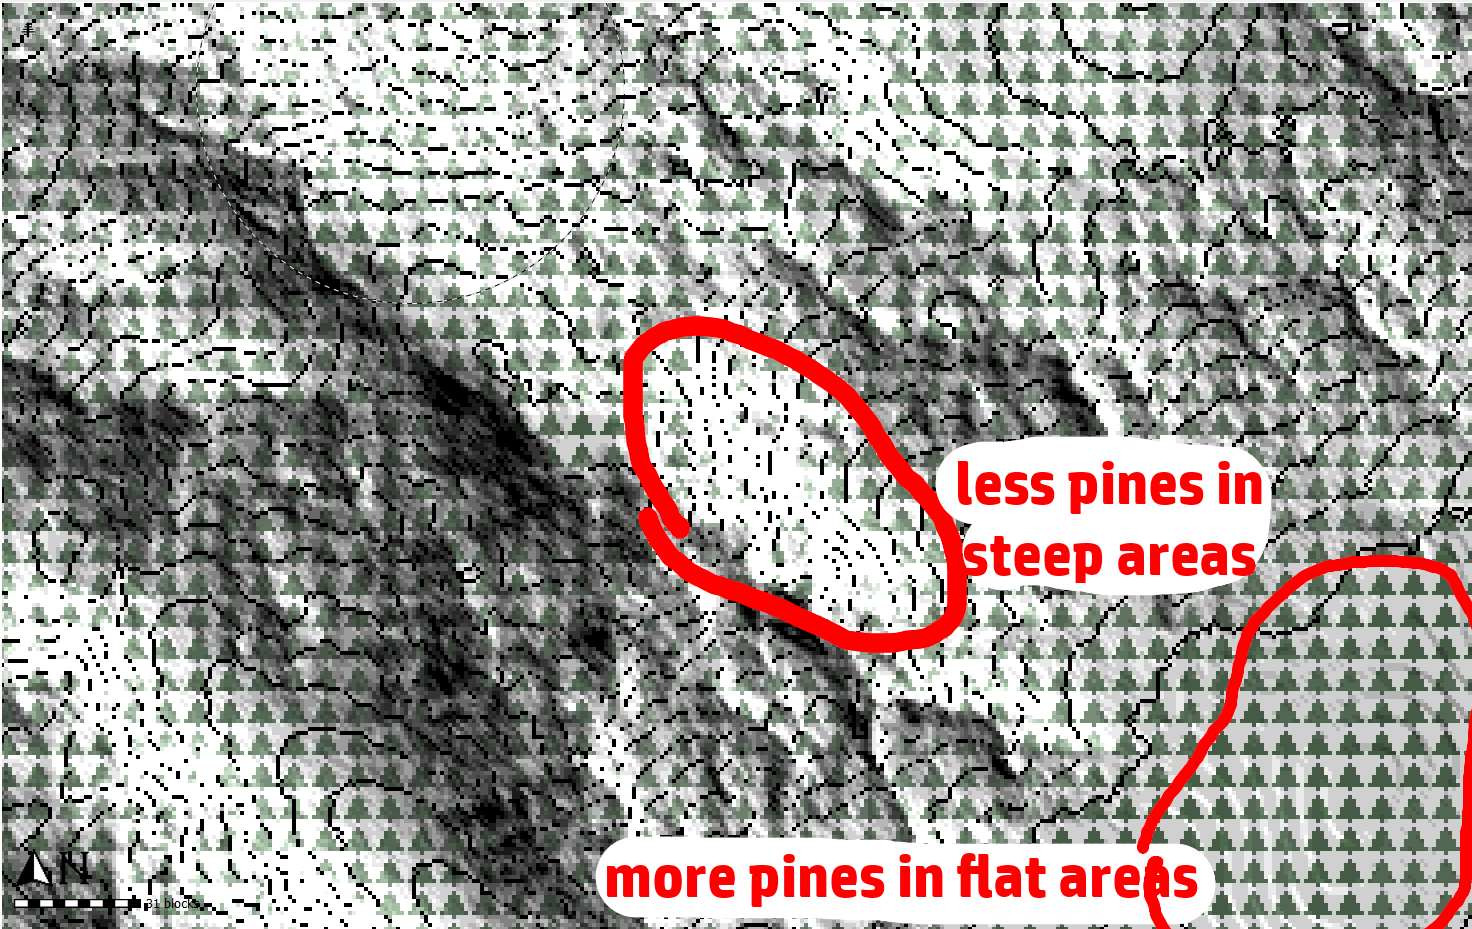 less pines in
steep areas
more pines in flat areas
N
31 blocks